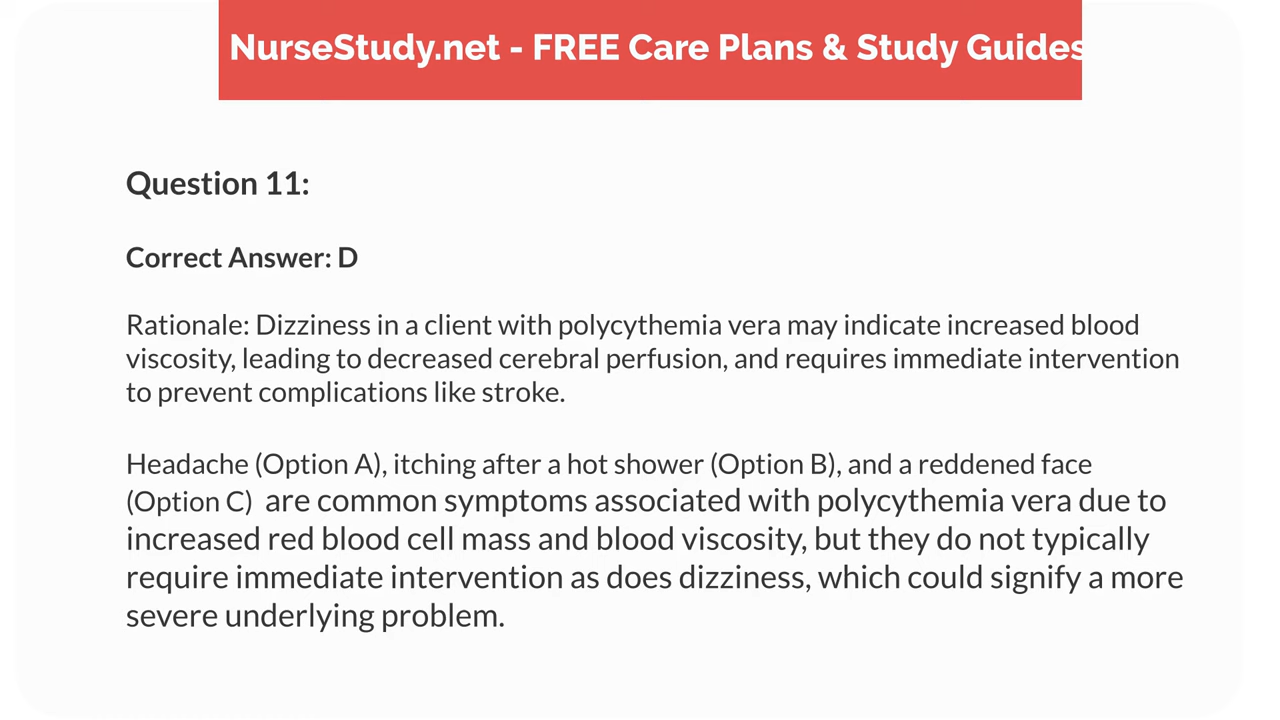 NurseStudy.net - FREE Care Plans & Study Guides
Question 11:
Correct Answer: D
Rationale: Dizziness in a client with polycythemia vera may indicate increased blood
viscosity, leading to decreased cerebral perfusion, and requires immediate intervention
to prevent complications like stroke.
Headache (Option A), itching after a hot shower (Option B), and a reddened face
(Option C) are common symptoms associated with polycythemia vera due to
increased red blood cell mass and blood viscosity, but they do not typically
require immediate intervention as does dizziness, which could signify a more
severe underlying problem.